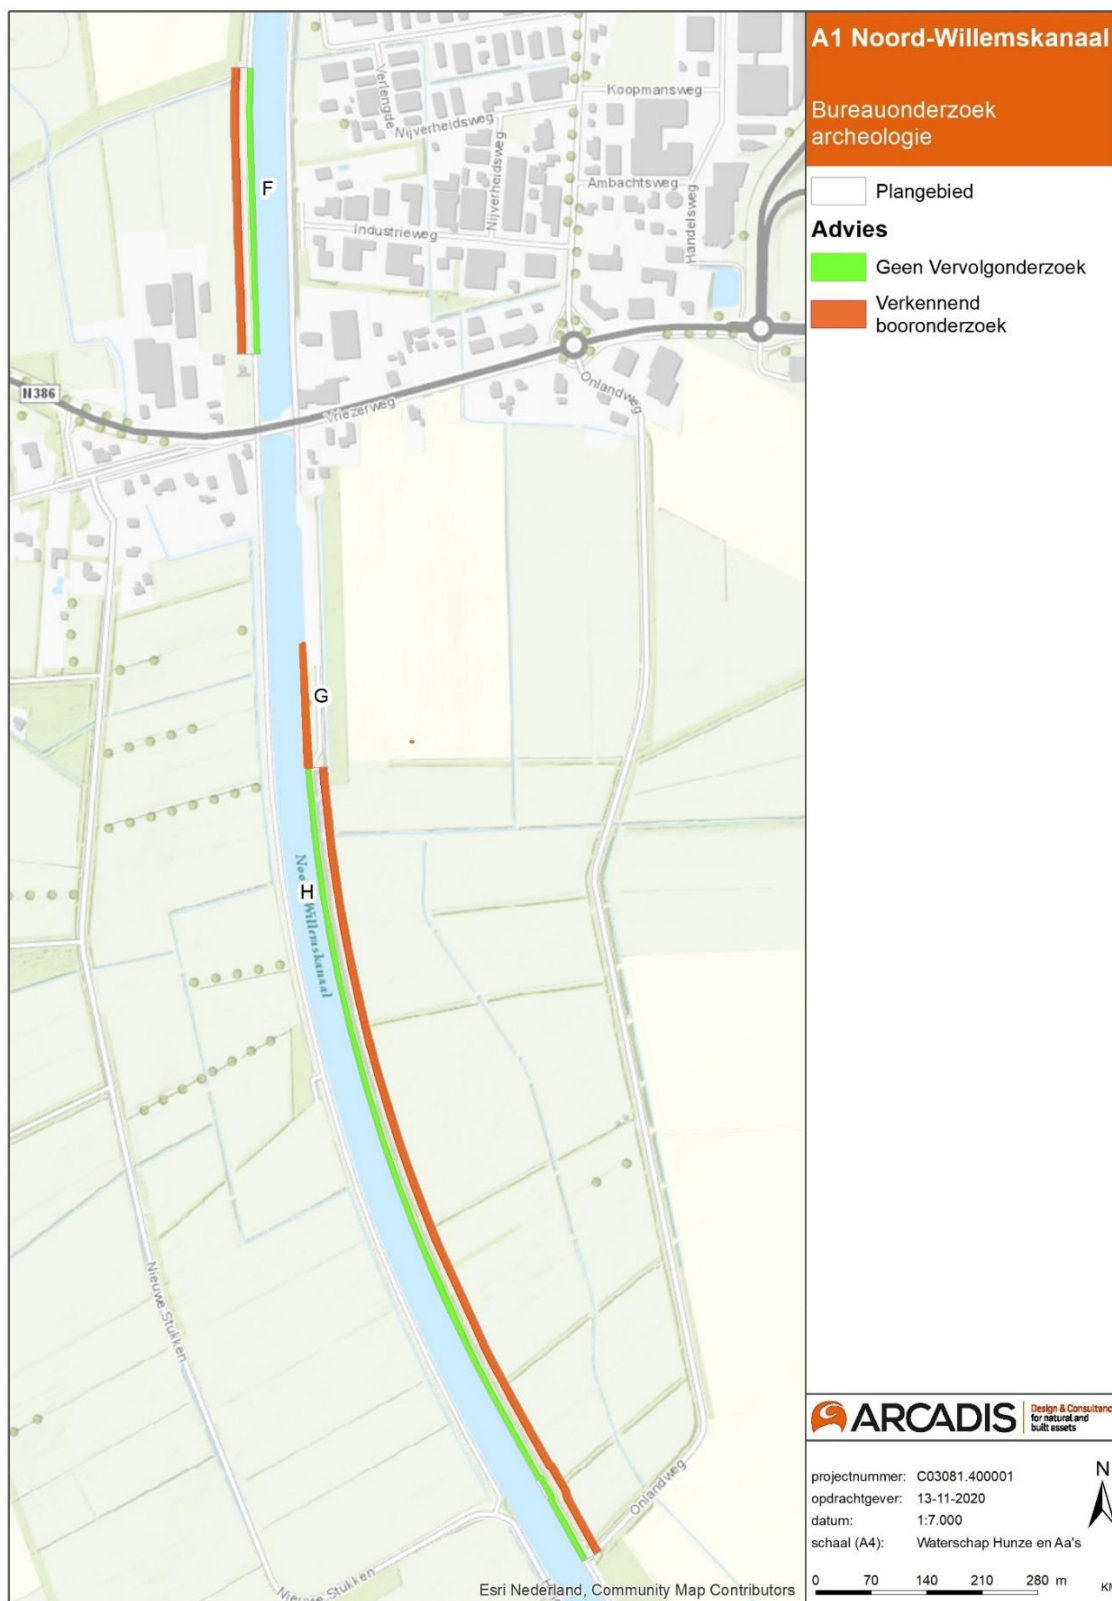 A1 Noord-Willemskanaal
Bureauonderzoek
archeologie
Plangebied
Advies
Geen Vervolgonderzoek
Verkennend
booronderzoek
Verlengde
Nijverheidsweg
Koopmansweg
Nijverheidsweg
Ambachtsweg
Handelsweg
Industrieweg
F
N386
Vriezerweg
Onlandweg
G
H
Willemskanaal
Nieuwe Stukken
Onlandweg
Nieuwe Stukken
Esri Nederland, Community Map Contributors
ARCADIS
Design & Consultanc
for natural and
built assets
projectnummer: C03081.400001
opdrachtgever: 13-11-2020
datum: 1:7.000
schaal (A4): Waterschap Hunze en Aa's
N
0 70 140 210 280 m